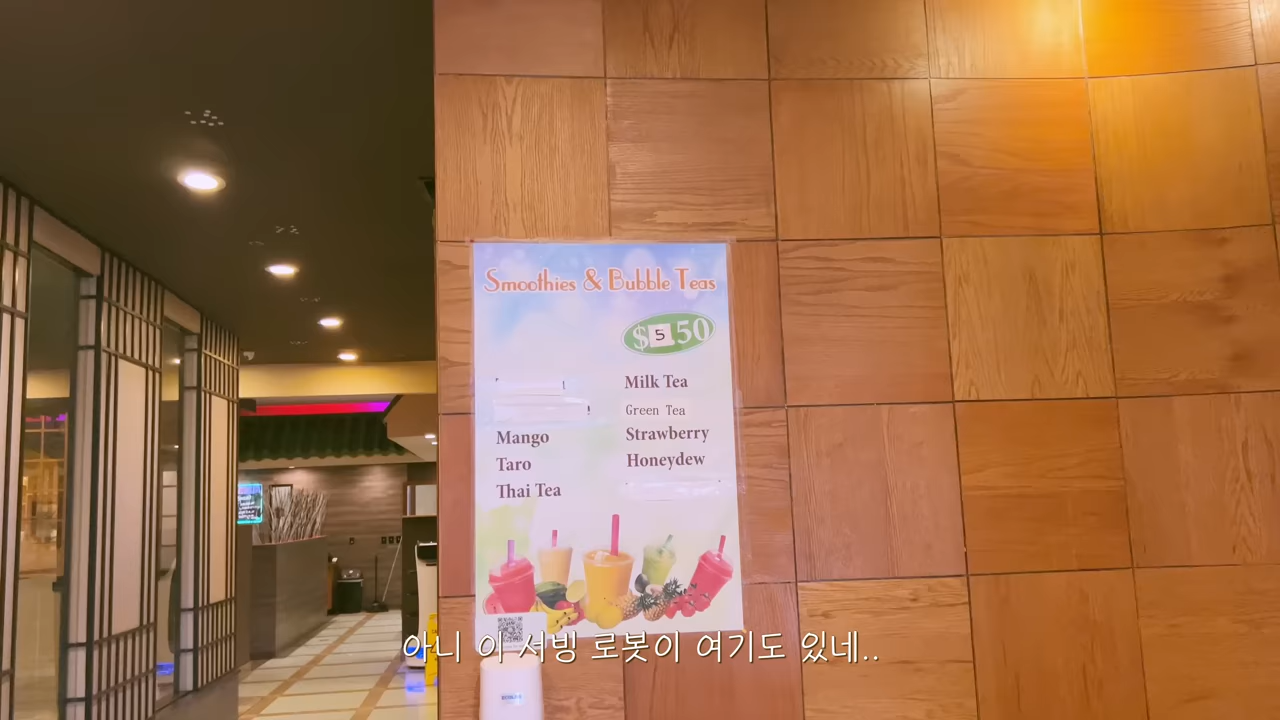 Smoothies & Bubble Teas
$5.50
Mango
Taro
Thai Tea
Milk Tea
Green Tea
Strawberry
Honeydew
아니 이 서빙 로봇이 여기도 있네..